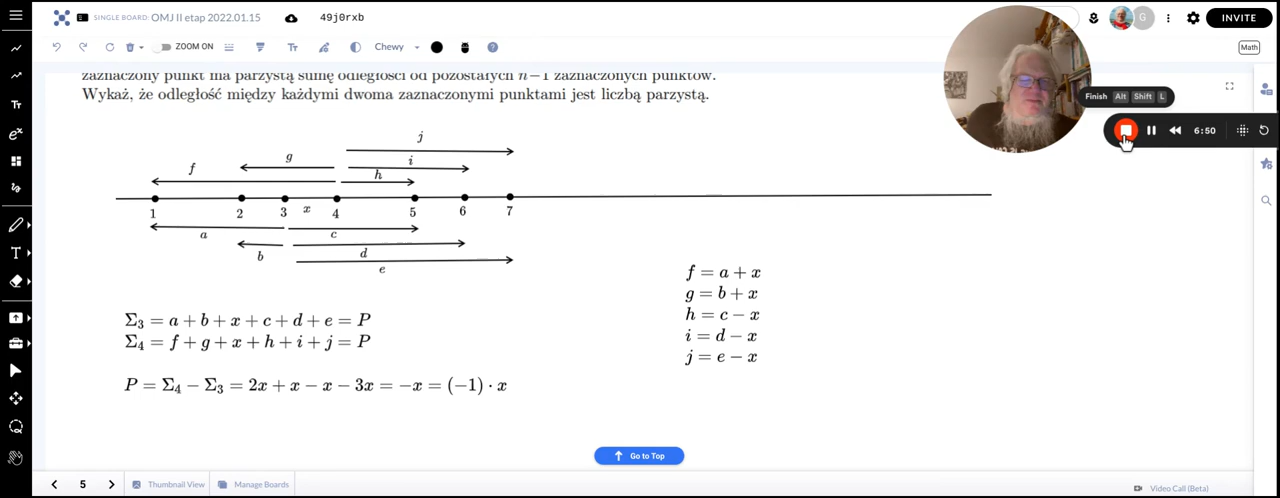 SINGLE BOARD: OMJ II etap 2022.01.15
49j0rxb
G
INVITE
ZOOM ON
Tт
Chewy
Math
zaznaczony punkt ma parzystą sumę odległości od pozostałych n−1 zaznaczonych punktów.
Wykaż, że odległość między każdymi dwoma zaznaczonymi punktami jest liczbą parzystą.
Finish Alt Shift L
6:50
j
g
i
f
h
1 2 3 x 4 5 6 7
a
c
b
d
e
f = a + x
g = b + x
h = c − x
i = d − x
j = e − x
Σ₃ = a + b + x + c + d + e = P
Σ₄ = f + g + x + h + i + j = P
P = Σ₄ − Σ₃ = 2x + x − x − 3x = −x = (−1) · x
Go to Top
5
Thumbnail View
Manage Boards
Video Call (Beta)